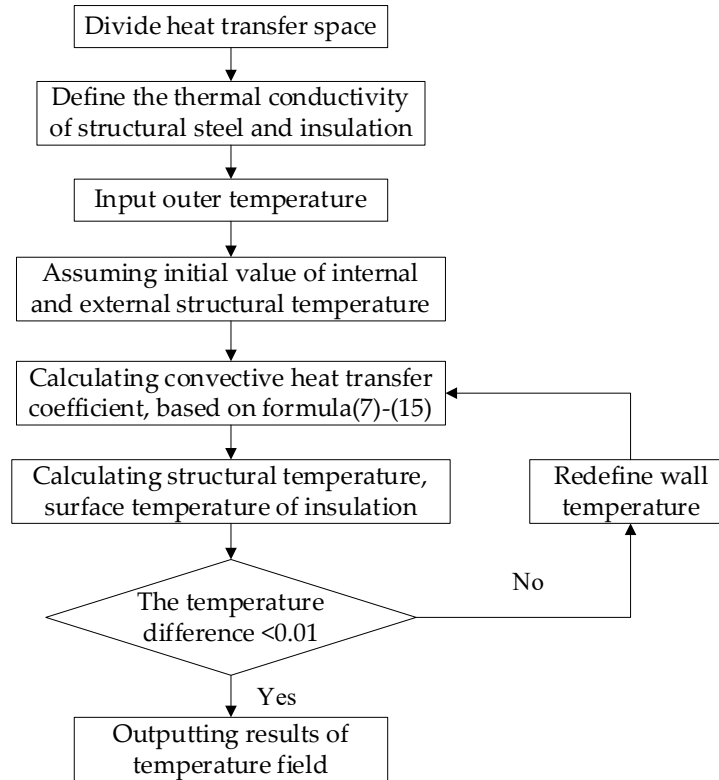 Divide heat transfer space
Define the thermal conductivity
of structural steel and insulation
Input outer temperature
Assuming initial value of internal
and external structural temperature
Calculating convective heat transfer
coefficient, based on formula(7)-(15)
Calculating structural temperature,
surface temperature of insulation
Redefine wall
temperature
The temperature
difference <0.01
No
Yes
Outputting results of
temperature field